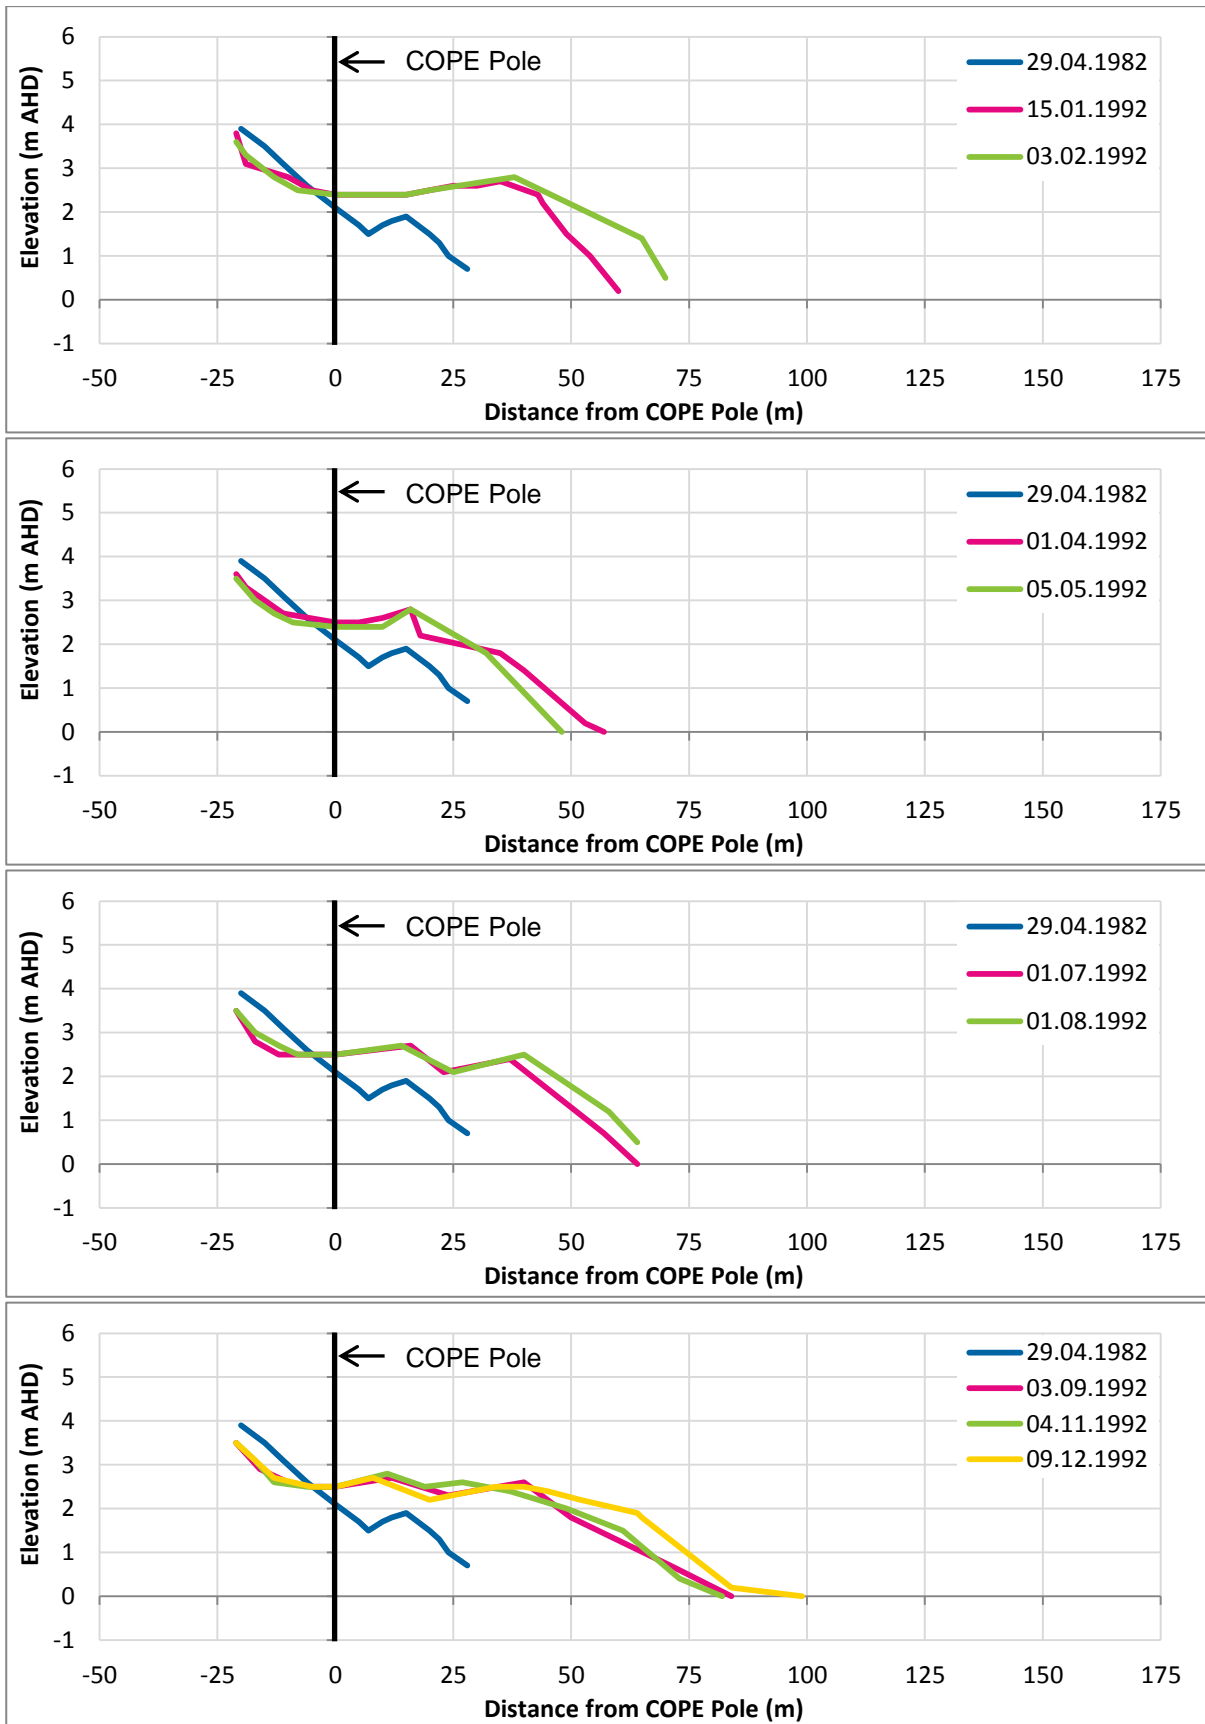 6
5
4
3
2
1
0
-1
Elevation (m AHD)
COPE Pole
29.04.1982
15.01.1992
03.02.1992
-50 -25 0 25 50 75 100 125 150 175
Distance from COPE Pole (m)
6
5
4
3
2
1
0
-1
Elevation (m AHD)
COPE Pole
29.04.1982
01.04.1992
05.05.1992
-50 -25 0 25 50 75 100 125 150 175
Distance from COPE Pole (m)
6
5
4
3
2
1
0
-1
Elevation (m AHD)
COPE Pole
29.04.1982
01.07.1992
01.08.1992
-50 -25 0 25 50 75 100 125 150 175
Distance from COPE Pole (m)
6
5
4
3
2
1
0
-1
Elevation (m AHD)
COPE Pole
29.04.1982
03.09.1992
04.11.1992
09.12.1992
-50 -25 0 25 50 75 100 125 150 175
Distance from COPE Pole (m)